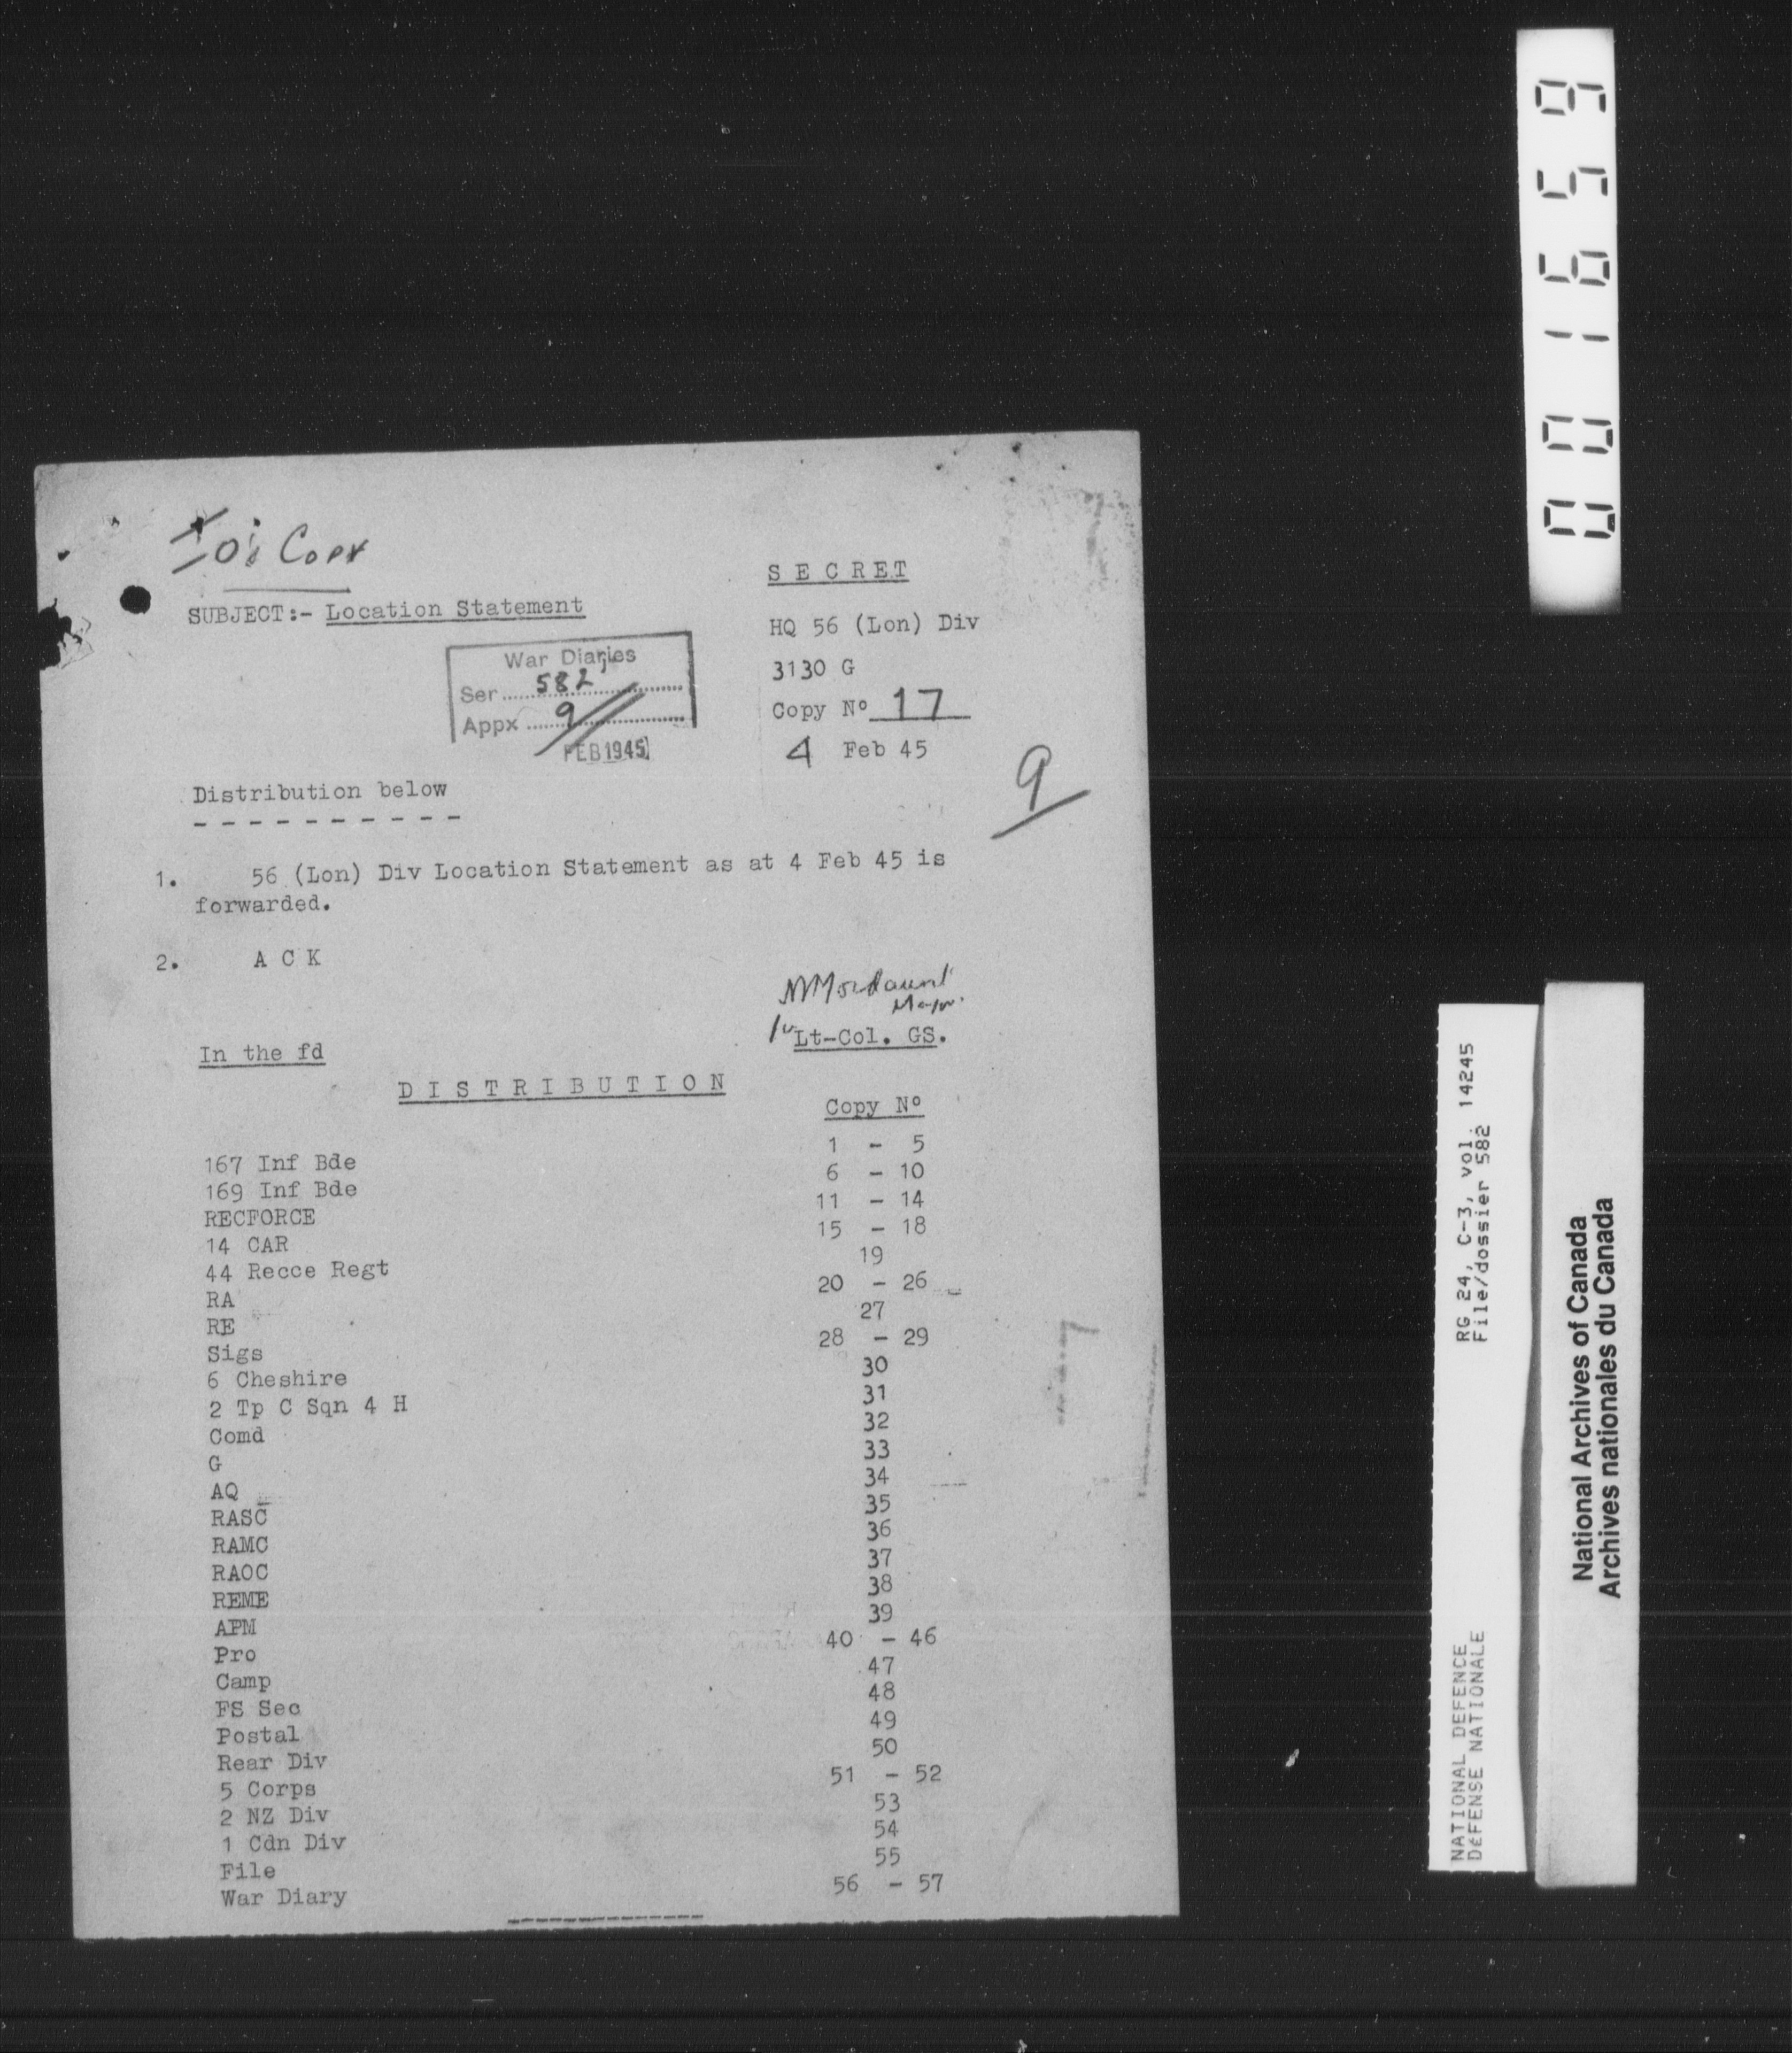 IO's Copy
SECRET
SUBJECT:- Location Statement
HQ 56 (Lon) Div
3130 G
Copy Nº 17
4 Feb 45
War Diaries
Ser 582
Appx 9
FEB 1945
9
Distribution below
1. 56 (Lon) Div Location Statement as at 4 Feb 45 is
forwarded.
2. A C K
Mordaunt
Major.
Lt-Col. GS.
In the fd
DISTRIBUTION
Copy Nº
167 Inf Bde 1 - 5
169 Inf Bde 6 - 10
RECFORCE 11 - 14
14 CAR 15 - 18
44 Recce Regt 19
RA 20 - 26
RE 27
Sigs 28 - 29
6 Cheshire 30
2 Tp C Sqn 4 H 31
Comd 32
G 33
AQ 34
RASC 35
RAMC 36
RAOC 37
REME 38
APM 39
Pro 40 - 46
Camp 47
FS Sec 48
Postal 49
Rear Div 50
5 Corps 51 - 52
2 NZ Div 53
1 Cdn Div 54
File 55
War Diary 56 - 57
001659
RG 24, C-3, vol. 14245
File/dossier 582
NATIONAL DEFENCE
DÉFENSE NATIONALE
National Archives of Canada
Archives nationales du Canada